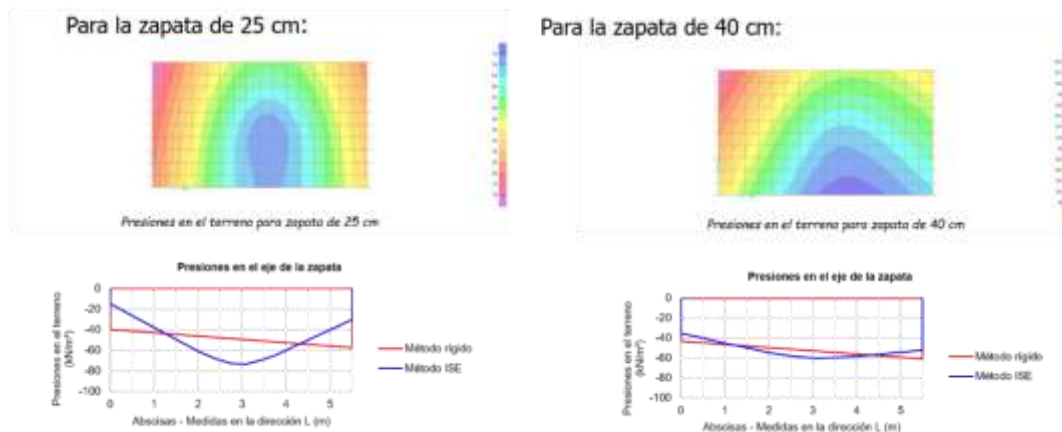 Para la zapata de 25 cm:
Presiones en el terreno para zapata de 25 cm
Presiones en el eje de la zapata
Presiones en el terreno
(kN/m²)
0
-20
-40
-60
-80
-100
0 1 2 3 4 5
Abscisas - Medidas en la dirección L (m)
Método rígido
Método ISE
Para la zapata de 40 cm:
Presiones en el terreno para zapata de 40 cm
Presiones en el eje de la zapata
Presiones en el terreno
(kN/m²)
0
-20
-40
-60
-80
-100
0 1 2 3 4 5
Abscisas - Medidas en la dirección L (m)
Método rígido
Método ISE